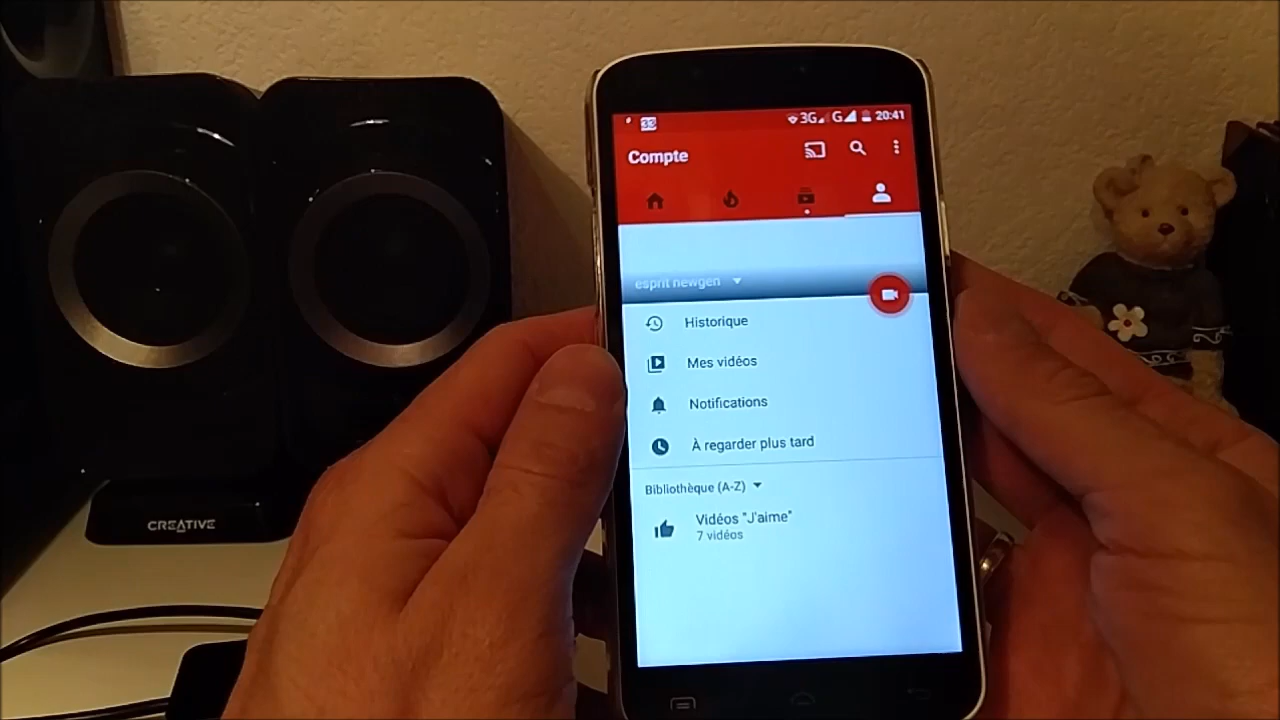 33 3G G 20:41
Compte
esprit newgen
Historique
Mes vidéos
Notifications
À regarder plus tard
Bibliothèque (A-Z)
Vidéos "J'aime"
7 vidéos
CREATIVE